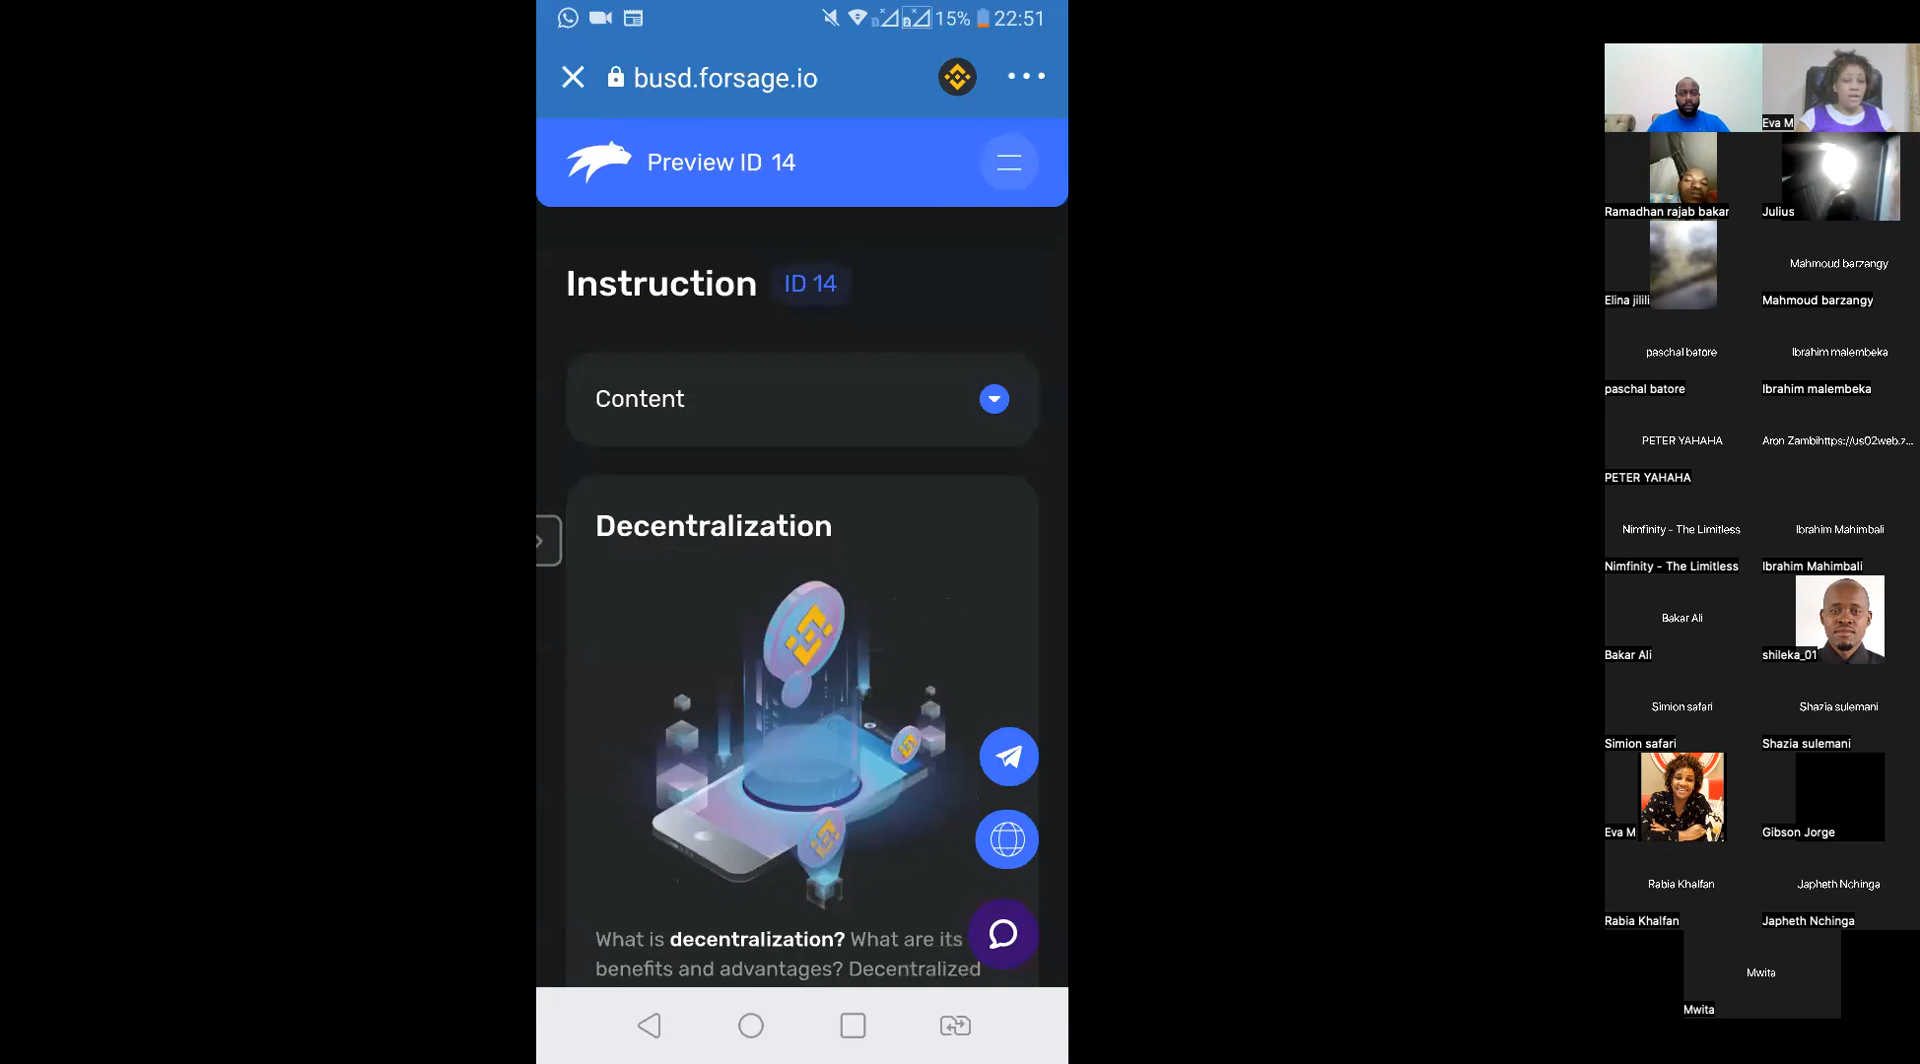 15% 22:51
busd.forsage.io
Preview ID 14
Instruction ID 14
Content
Decentralization
What is decentralization? What are its
benefits and advantages? Decentralized
Eva M
Ramadhan rajab bakar
Julius
Elina jilili
Mahmoud barzangy
Mahmoud barzangy
paschal batore
Ibrahim malembeka
paschal batore
Ibrahim malembeka
PETER YAHAHA
Aron Zambihttps://us02web.z...
PETER YAHAHA
Nimfinity - The Limitless
Ibrahim Mahimbali
Nimfinity - The Limitless
Ibrahim Mahimbali
Bakar Ali
Bakar Ali
shileka_01
Simion safari
Shazia sulemani
Simion safari
Shazia sulemani
Eva M
Gibson Jorge
Rabia Khalfan
Japheth Nchinga
Rabia Khalfan
Japheth Nchinga
Mwita
Mwita